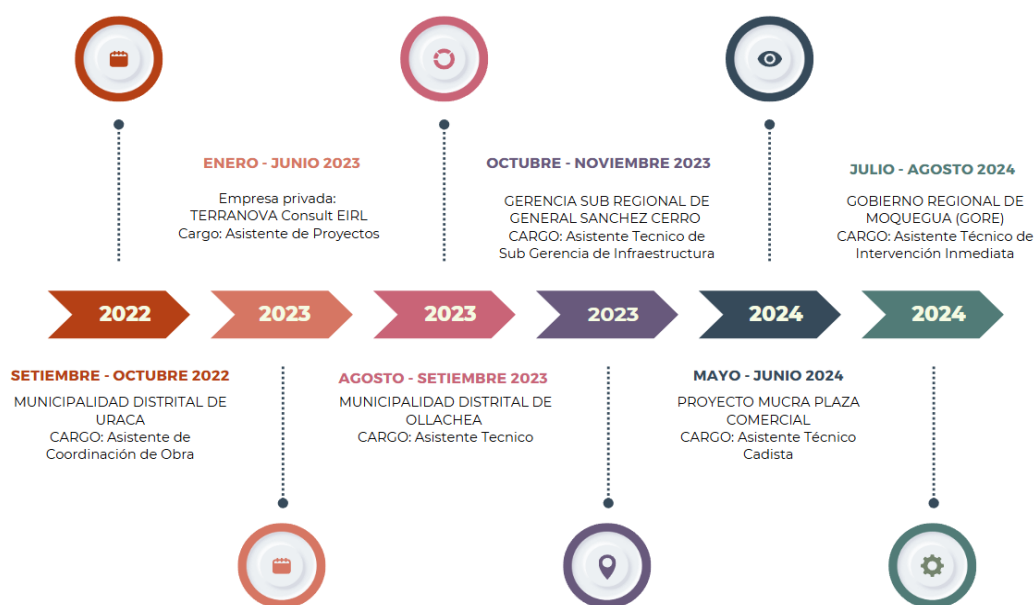 ENERO - JUNIO 2023
Empresa privada:
TERRANOVA Consult EIRL
Cargo: Asistente de Proyectos
OCTUBRE - NOVIEMBRE 2023
GERENCIA SUB REGIONAL DE
GENERAL SANCHEZ CERRO
CARGO: Asistente Tecnico de
Sub Gerencia de Infraestructura
JULIO - AGOSTO 2024
GOBIERNO REGIONAL DE
MOQUEGUA (GORE)
CARGO: Asistente Técnico de
Intervención Inmediata
2022
2023
2023
2023
2024
2024
SETIEMBRE - OCTUBRE 2022
MUNICIPALIDAD DISTRITAL DE
URACA
CARGO: Asistente de
Coordinación de Obra
AGOSTO - SETIEMBRE 2023
MUNICIPALIDAD DISTRITAL DE
OLLACHEA
CARGO: Asistente Tecnico
MAYO - JUNIO 2024
PROYECTO MUCRA PLAZA
COMERCIAL
CARGO: Asistente Técnico
Cadista